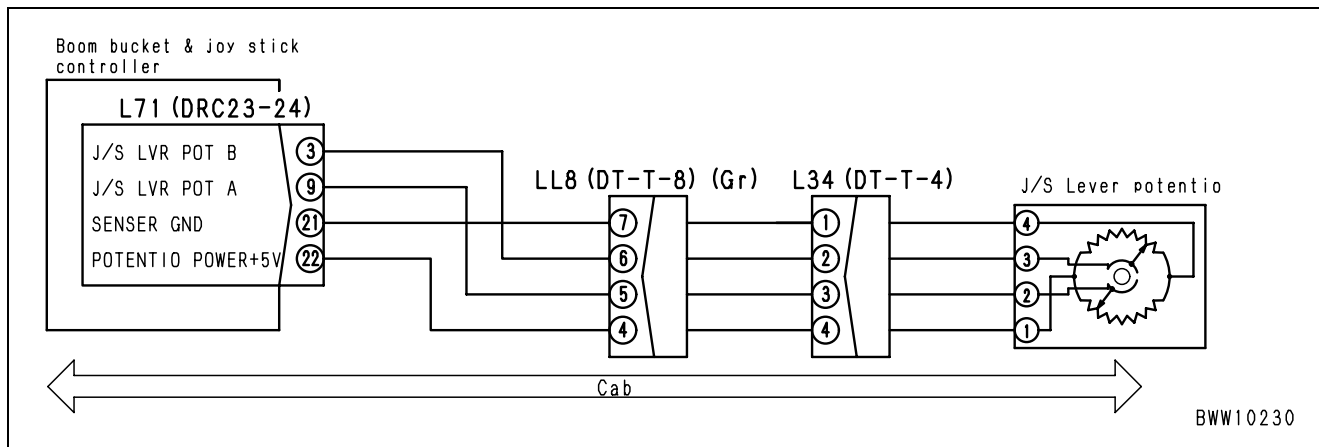 Boom bucket & joy stick
controller
L71 (DRC23-24)
J/S LVR POT B 3
J/S LVR POT A 9
SENSER GND 21
POTENTIO POWER+5V 22
LL8 (DT-T-8) (Gr)
7
6
5
4
L34 (DT-T-4)
1
2
3
4
J/S Lever potentio
4
3
2
1
Cab
BWW10230